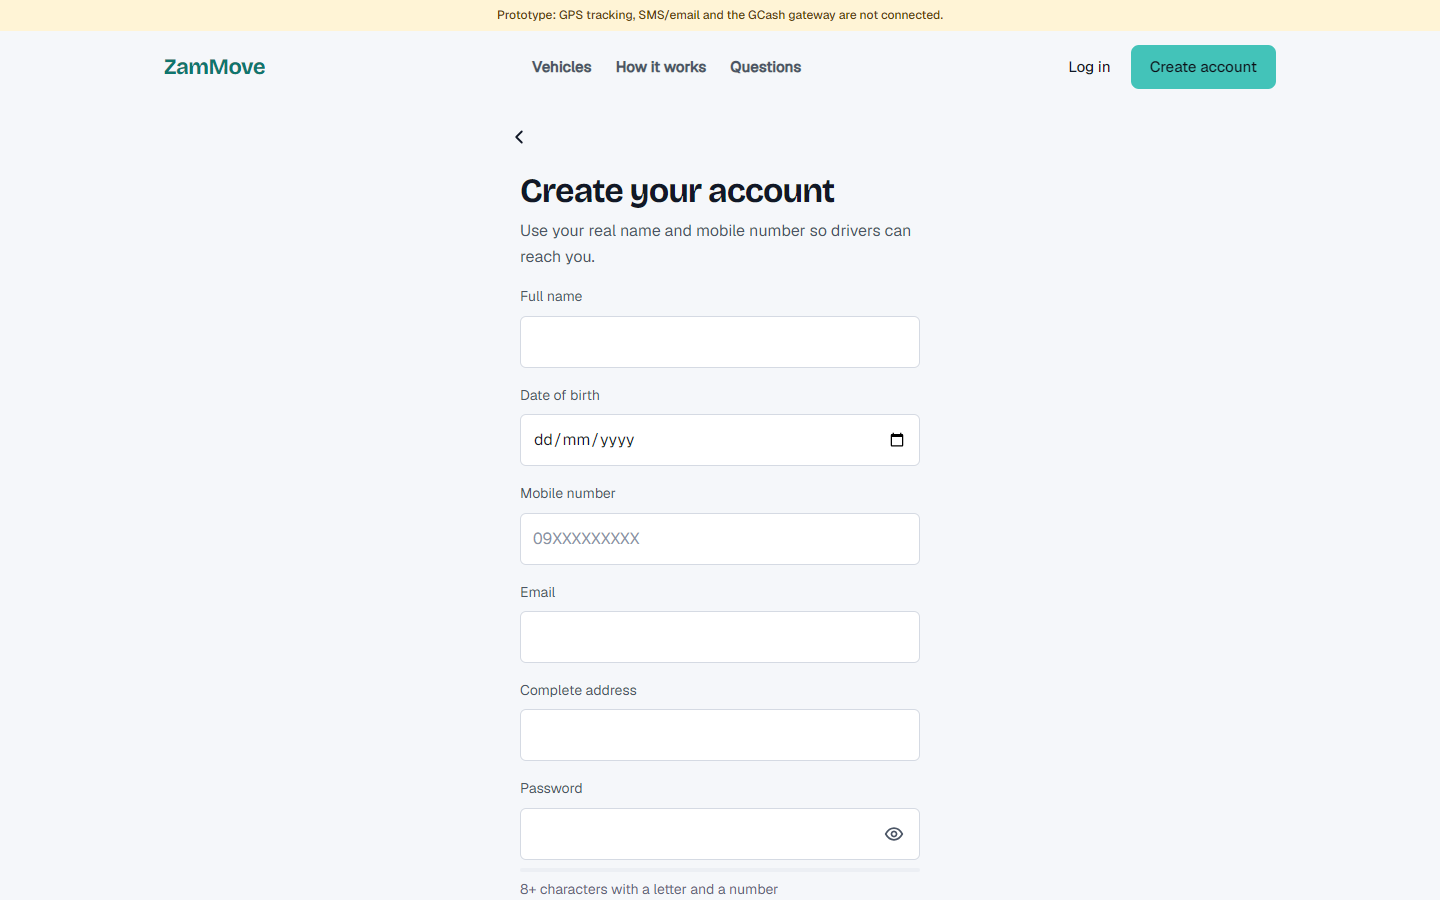 Prototype: GPS tracking, SMS/email and the GCash gateway are not connected.
ZamMove
Vehicles
How it works
Questions
Log in
Create account
Create your account
Use your real name and mobile number so drivers can
reach you.
Full name
Date of birth
dd/mm/yyyy
Mobile number
09XXXXXXXXX
Email
Complete address
Password
8+ characters with a letter and a number